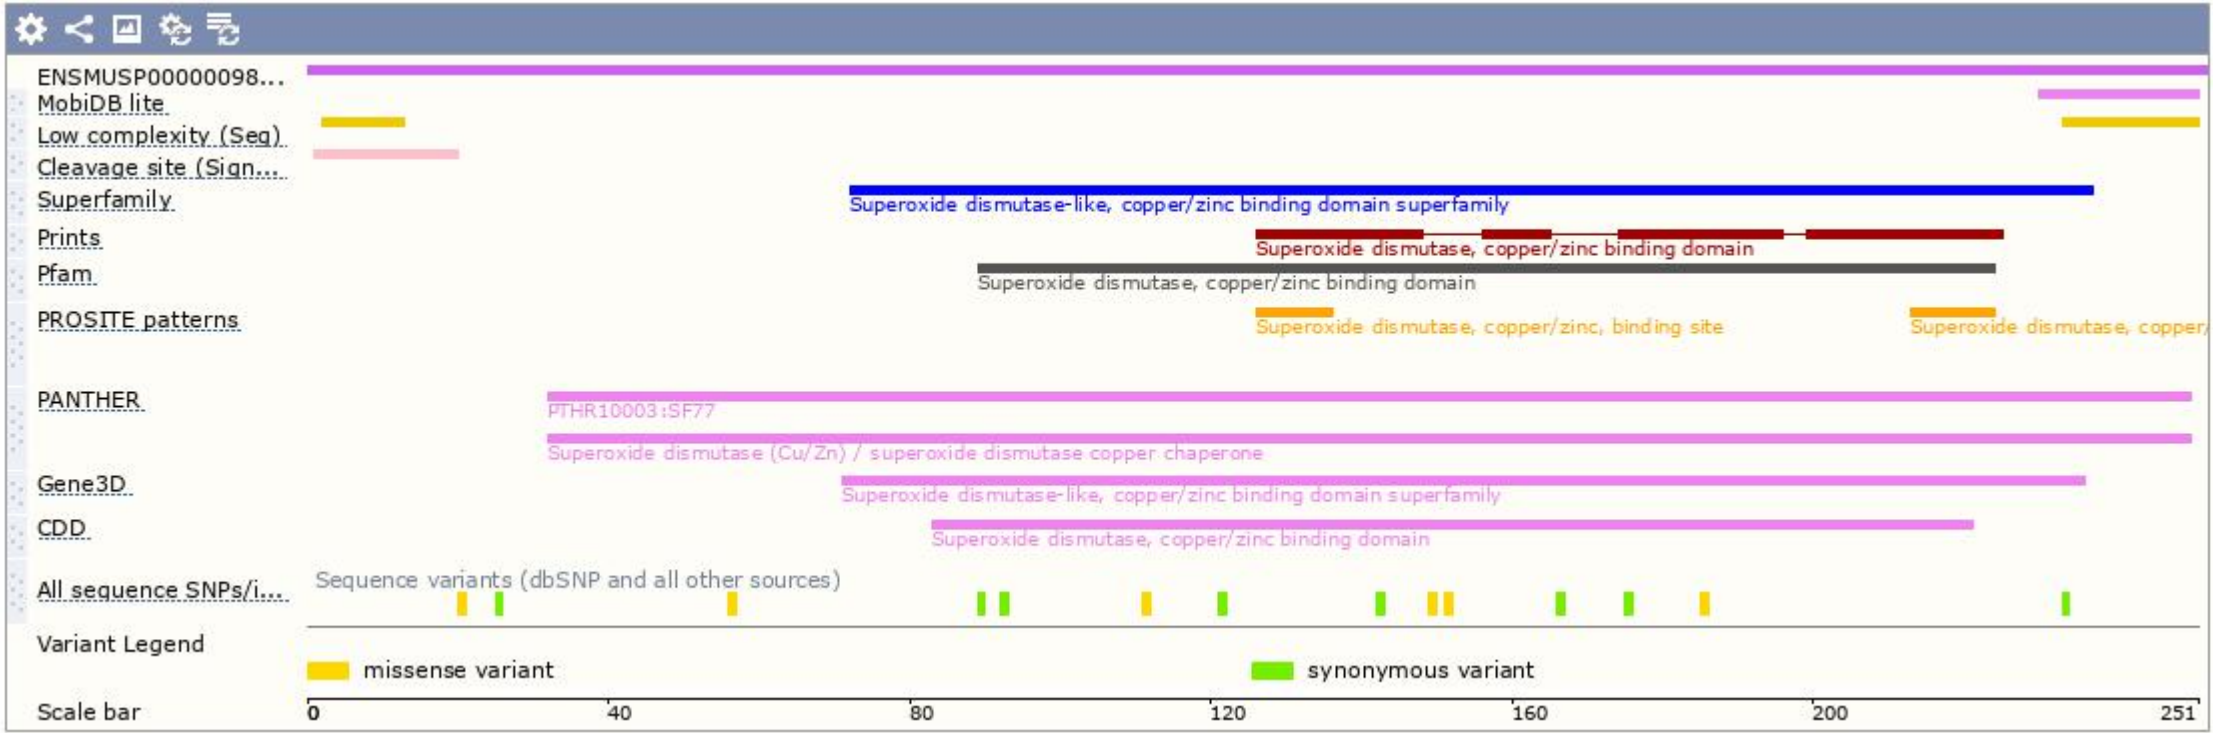 ENSMUSP00000098...
MobiDB lite
Low complexity (Seg)
Cleavage site (Sign...
Superfamily
Superoxide dismutase-like, copper/zinc binding domain superfamily
Prints
Superoxide dismutase, copper/zinc binding domain
Pfam
Superoxide dismutase, copper/zinc binding domain
PROSITE patterns
Superoxide dismutase, copper/zinc, binding site Superoxide dismutase, copper/
PANTHER
PTHR10003:SF77
Superoxide dismutase (Cu/Zn) / superoxide dismutase copper chaperone
Gene3D
Superoxide dismutase-like, copper/zinc binding domain superfamily
CDD
Superoxide dismutase, copper/zinc binding domain
Sequence variants (dbSNP and all other sources)
All sequence SNPs/i...
Variant Legend
missense variant synonymous variant
Scale bar 0 40 80 120 160 200 251